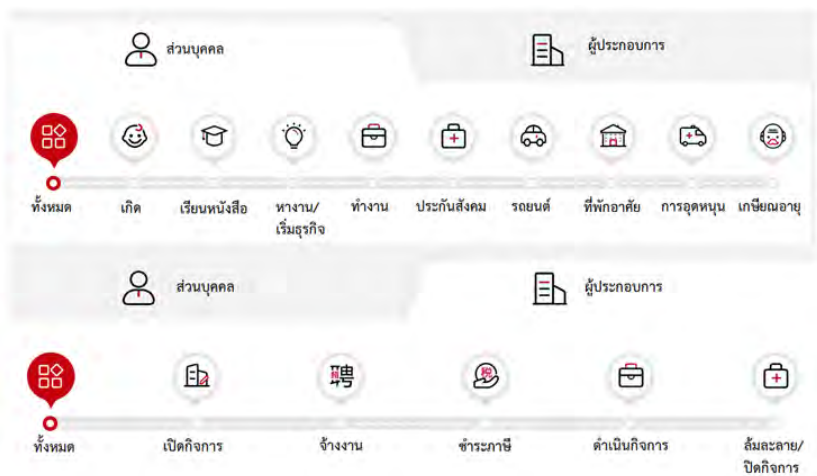 ส่วนบุคคล
ผู้ประกอบการ
ทั้งหมด
เกิด
เรียนหนังสือ
หางาน/
เริ่มธุรกิจ
ทำงาน
ประกันสังคม
รถยนต์
ที่พักอาศัย
การอุดหนุน
เกษียณอายุ
ส่วนบุคคล
ผู้ประกอบการ
聘
税
ทั้งหมด
เปิดกิจการ
จ้างงาน
ชำระภาษี
ดำเนินกิจการ
ล้มละลาย/
ปิดกิจการ